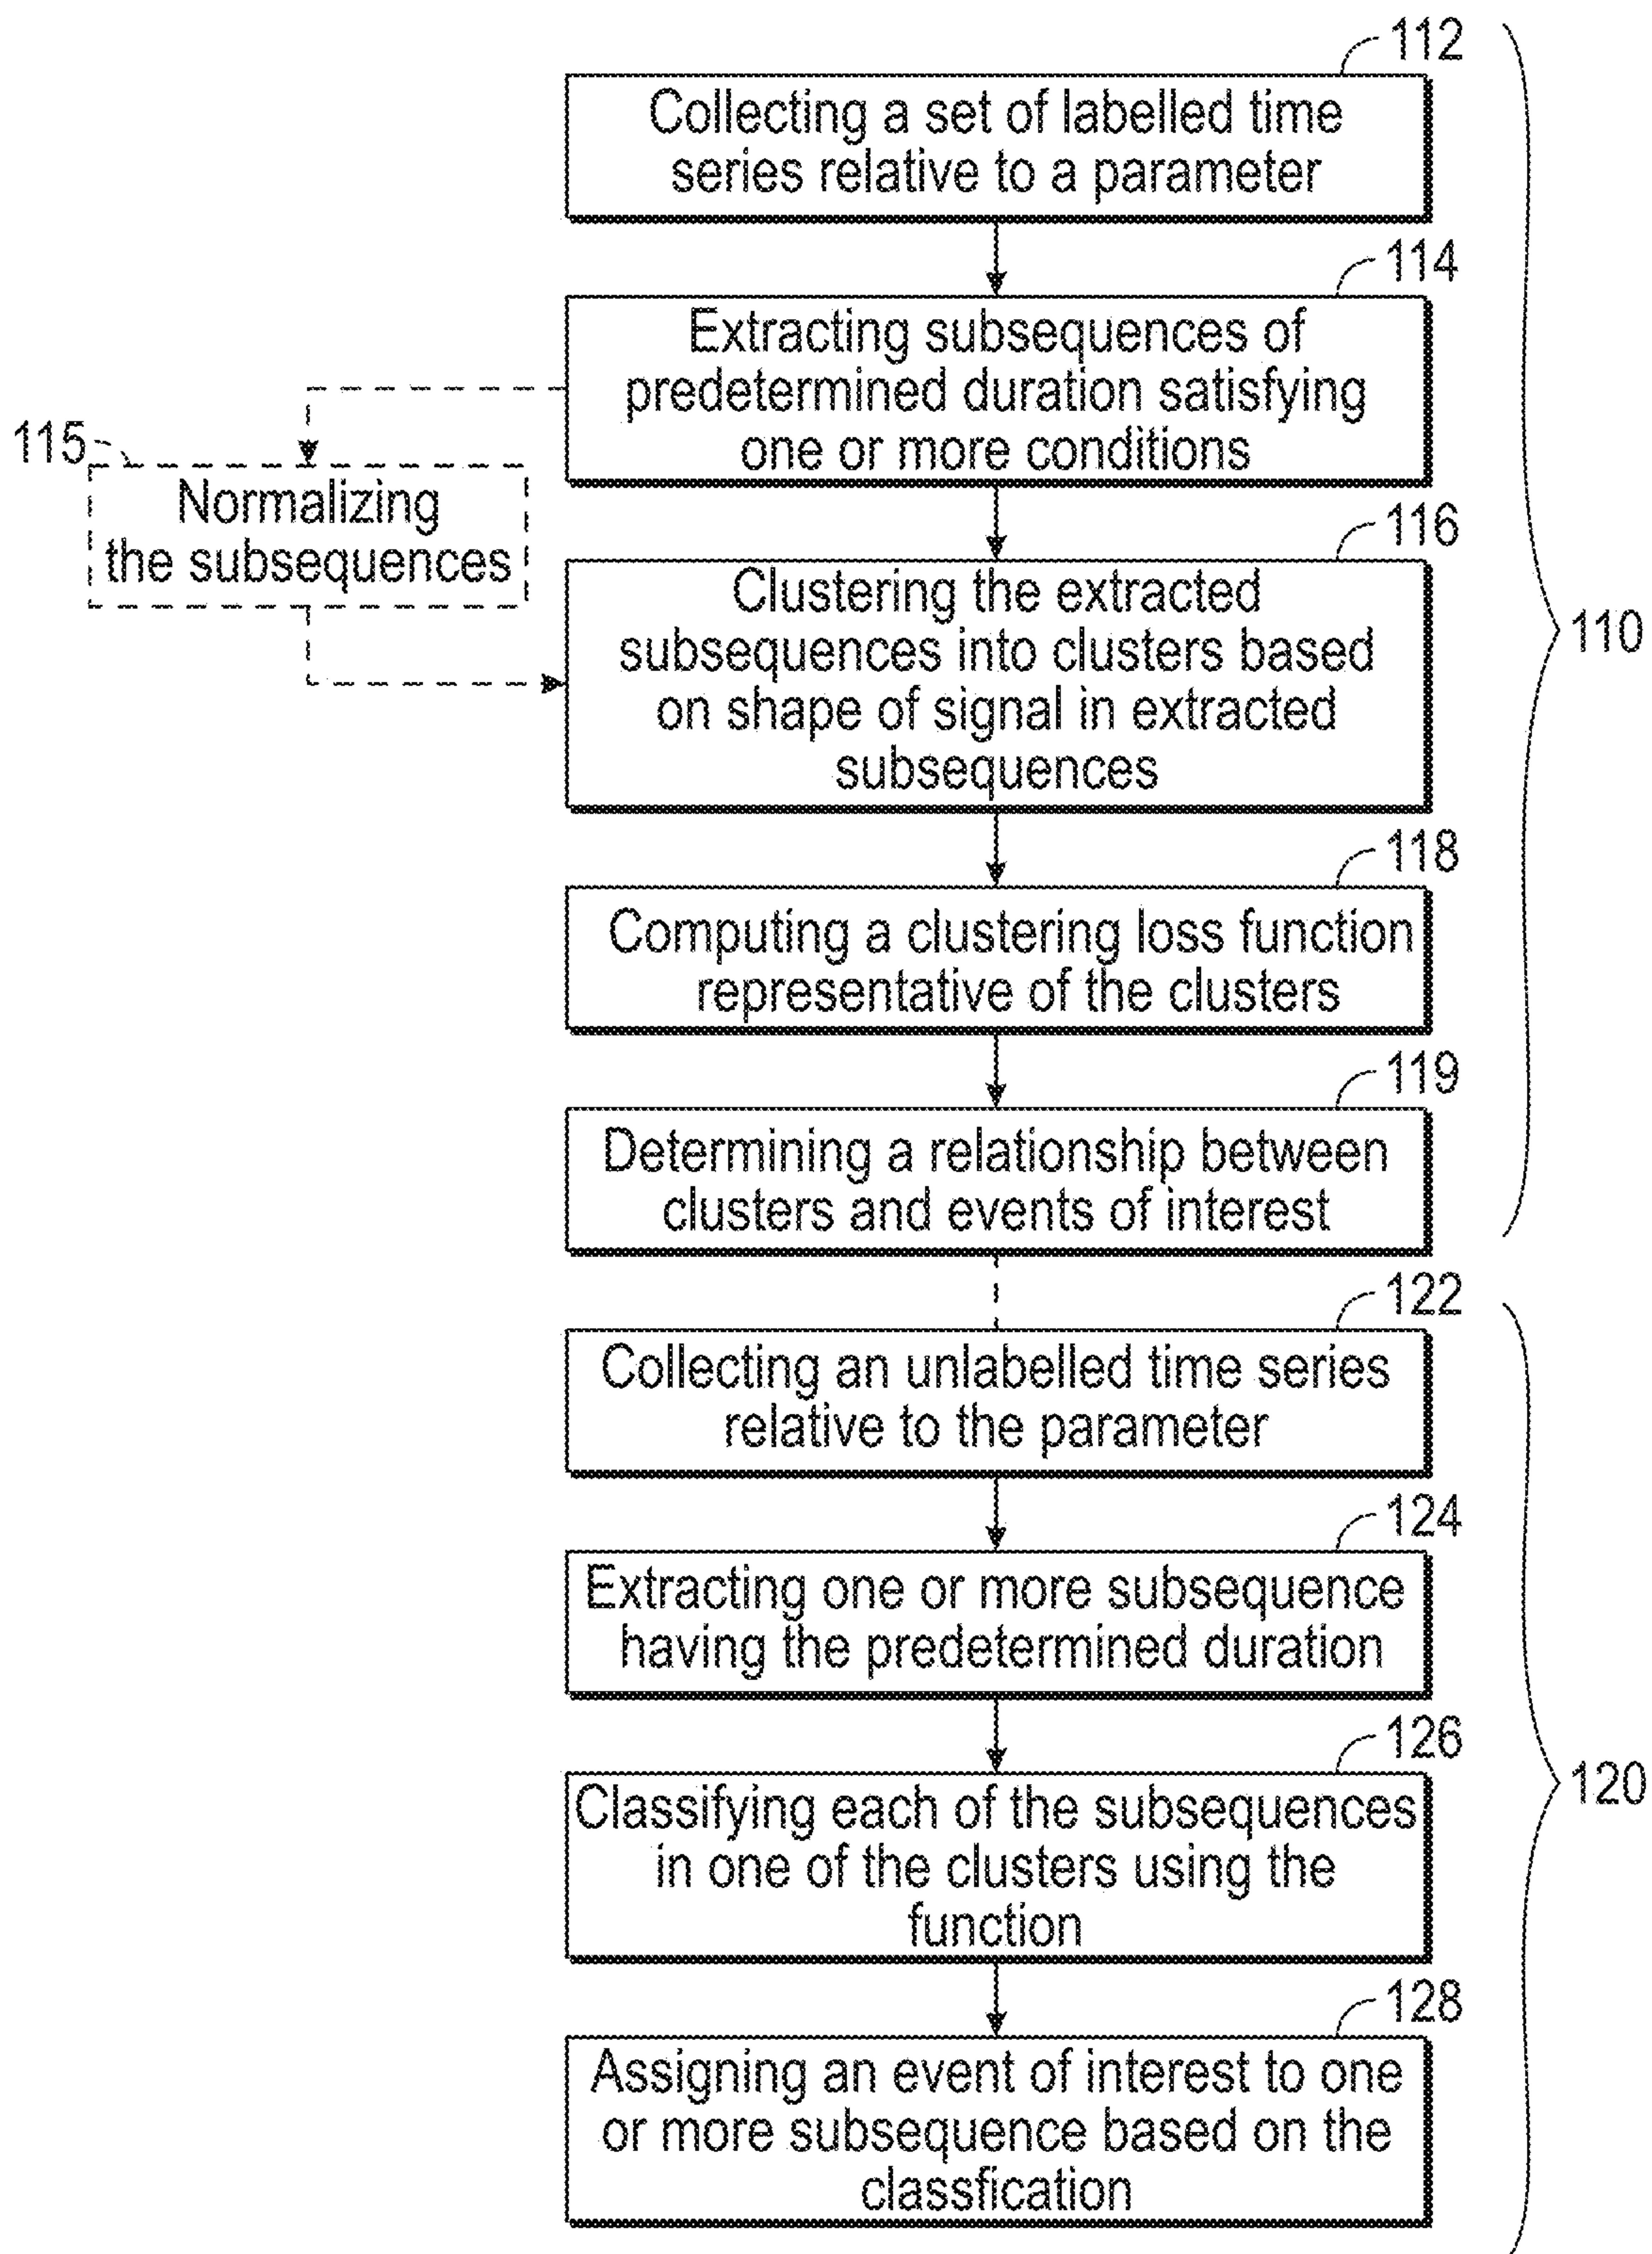 112
Collecting a set of labelled time
series relative to a parameter
114
Extracting subsequences of
predetermined duration satisfying
one or more conditions
115
Normalizing
the subsequences
116
Clustering the extracted
subsequences into clusters based
on shape of signal in extracted
subsequences
110
118
Computing a clustering loss function
representative of the clusters
119
Determining a relationship between
clusters and events of interest
122
Collecting an unlabelled time series
relative to the parameter
124
Extracting one or more subsequence
having the predetermined duration
126
Classifying each of the subsequences
in one of the clusters using the
function
120
128
Assigning an event of interest to one
or more subsequence based on the
classfication